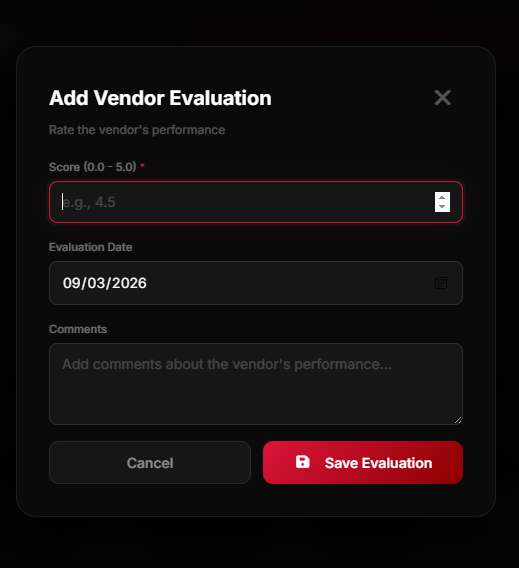 Add Vendor Evaluation
Rate the vendor's performance
Score (0.0 - 5.0) *
e.g., 4.5
Evaluation Date
09/03/2026
Comments
Add comments about the vendor's performance...
Cancel
Save Evaluation